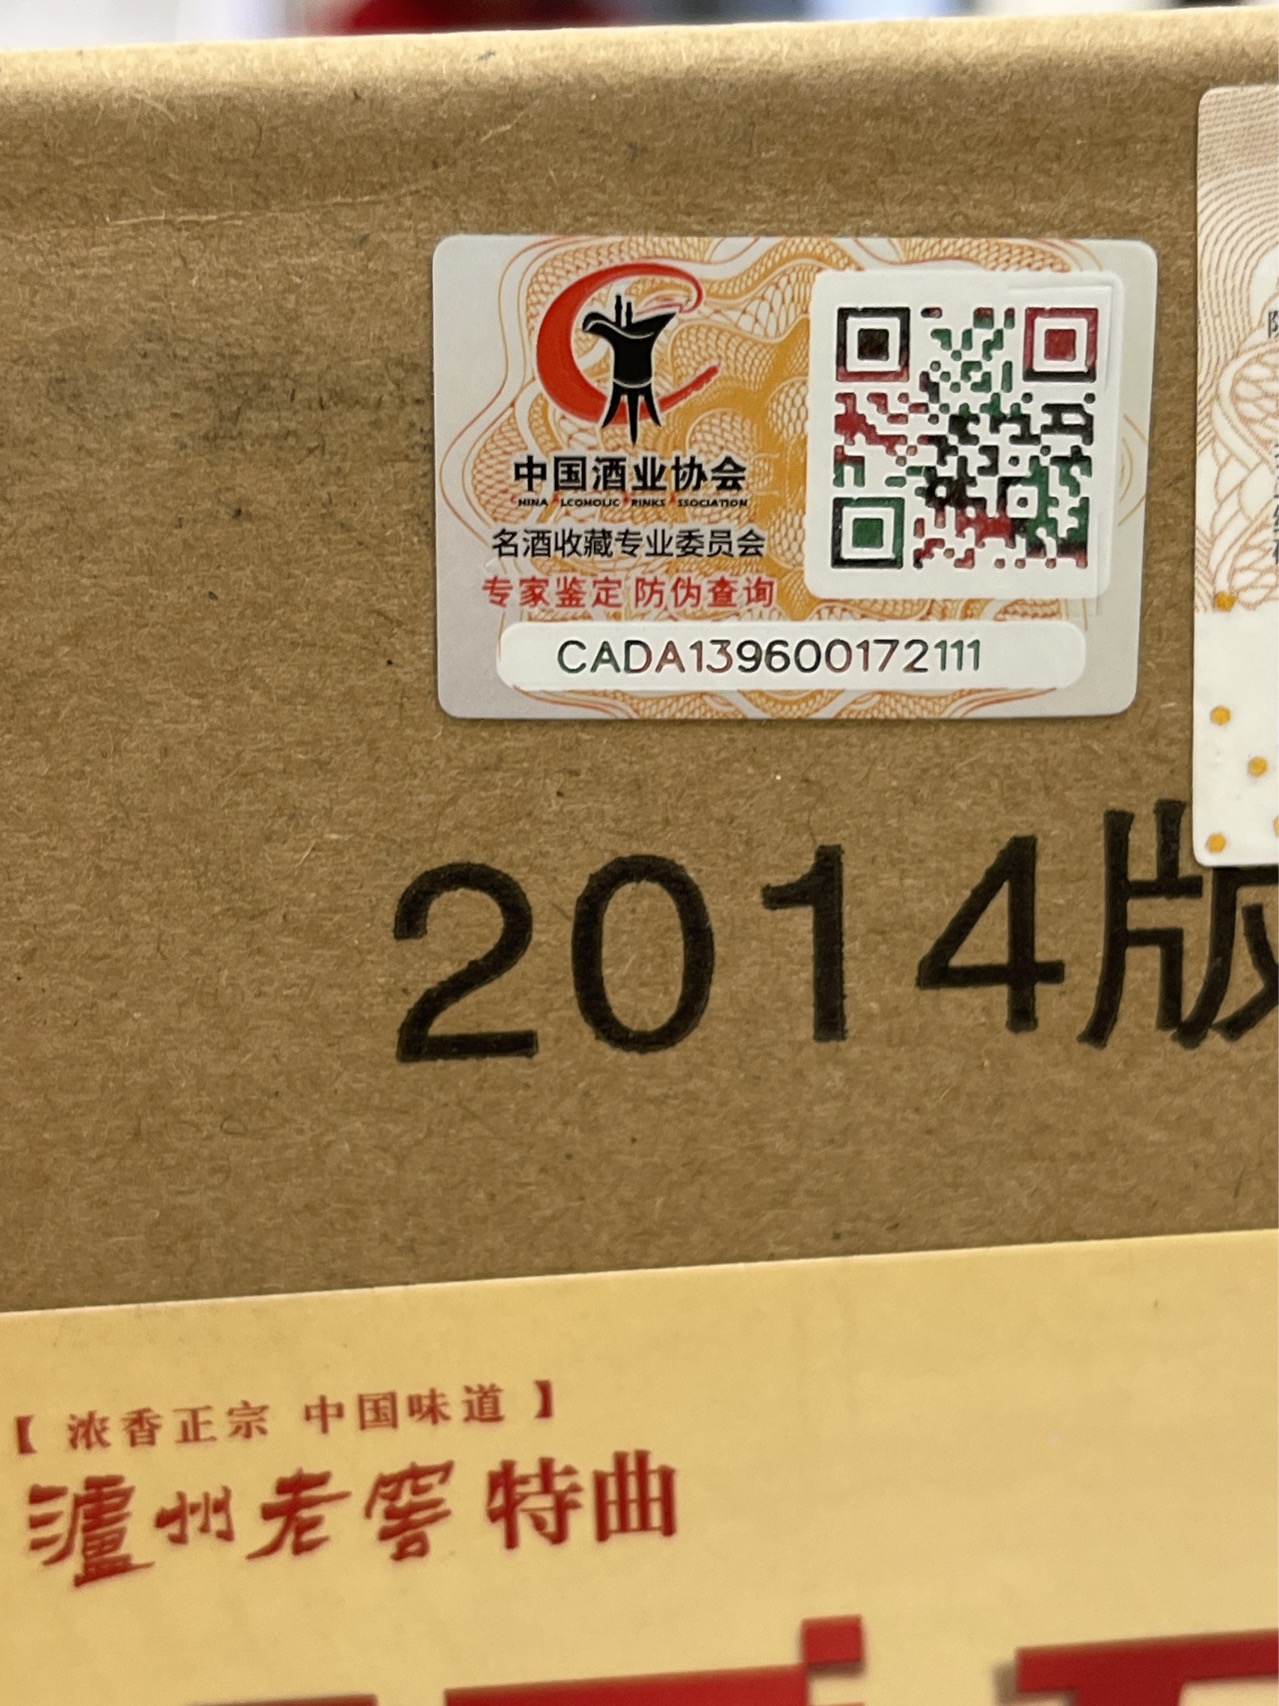 中国酒业协会
CHINA ALCOHOLIC DRINKS ASSOCIATION
名酒收藏专业委员会
专家鉴定 防伪查询
CADA139600172111
2014版
【 浓香正宗 中国味道 】
泸州老窖特曲